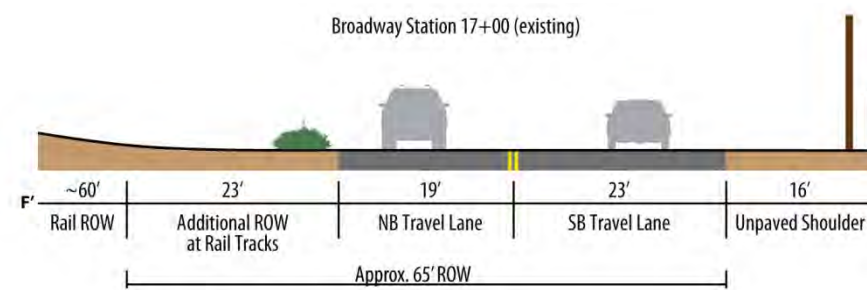 Broadway Station 17+00 (existing)
~60' 23' 19' 23' 16'
F'
Rail ROW Additional ROW at Rail Tracks NB Travel Lane SB Travel Lane Unpaved Shoulder
Approx. 65' ROW